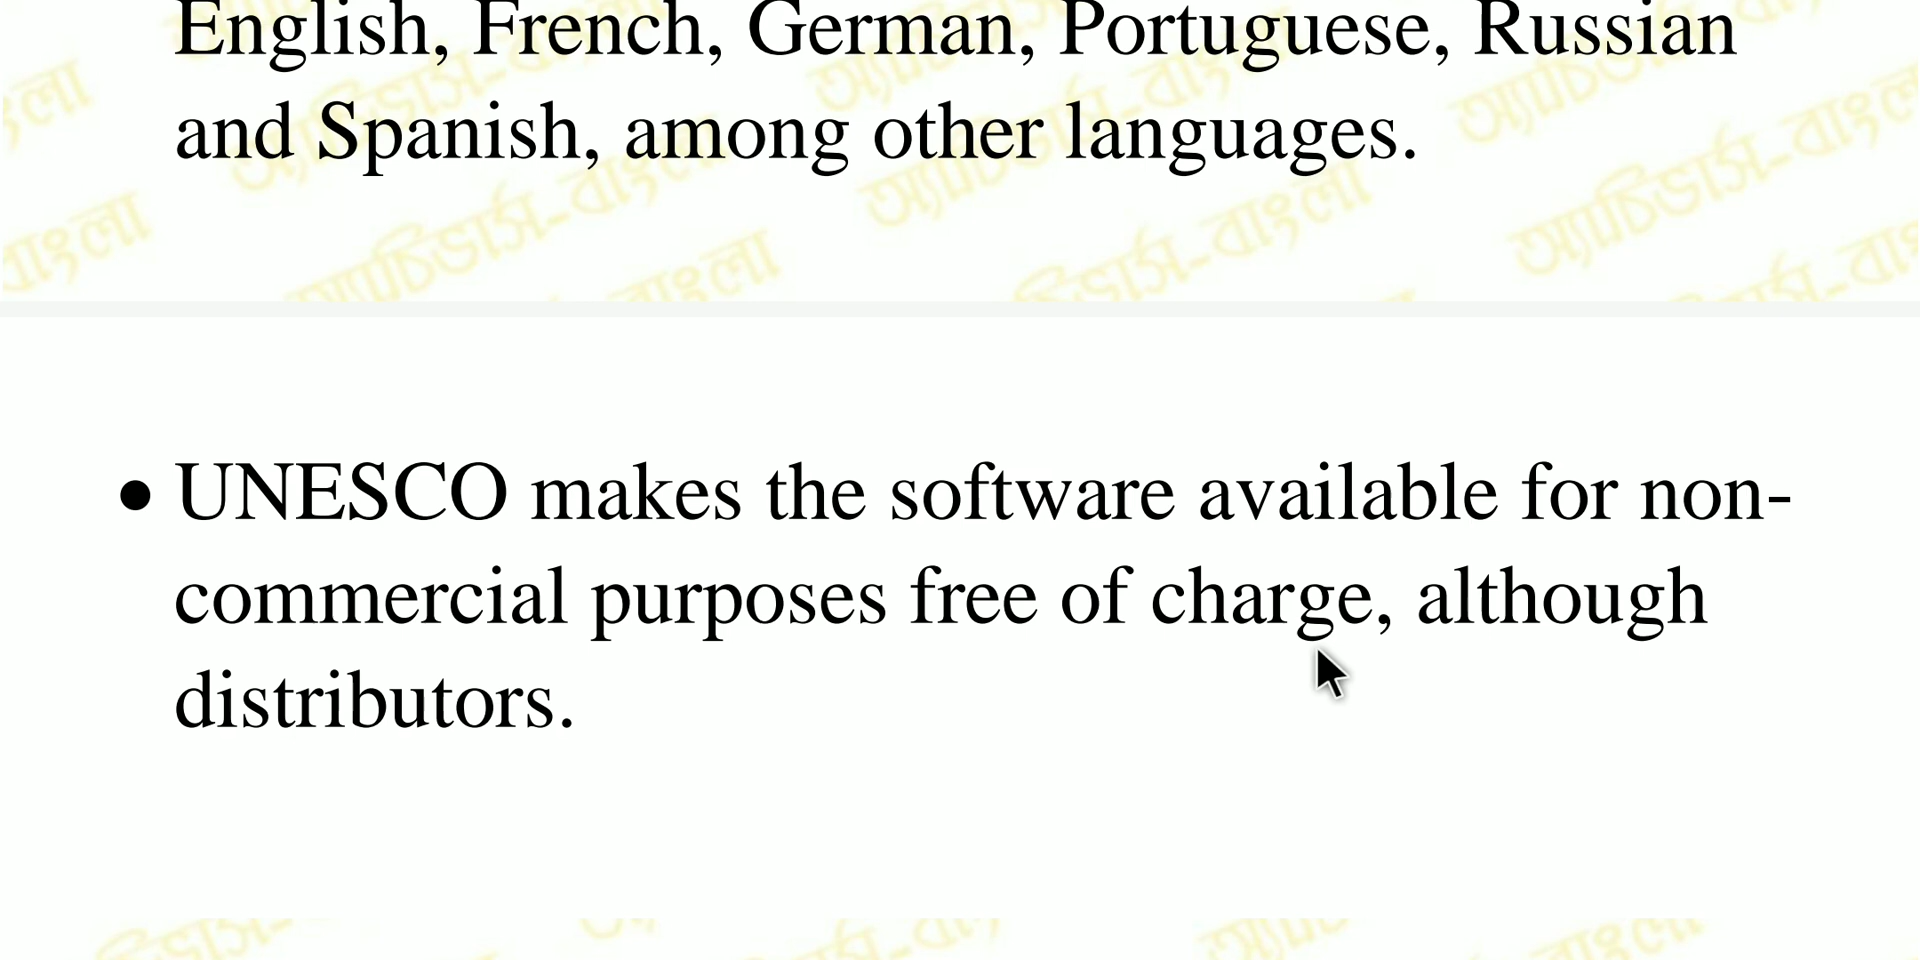 English, French, German, Portuguese, Russian
and Spanish, among other languages.
• UNESCO makes the software available for non-
commercial purposes free of charge, although
distributors.